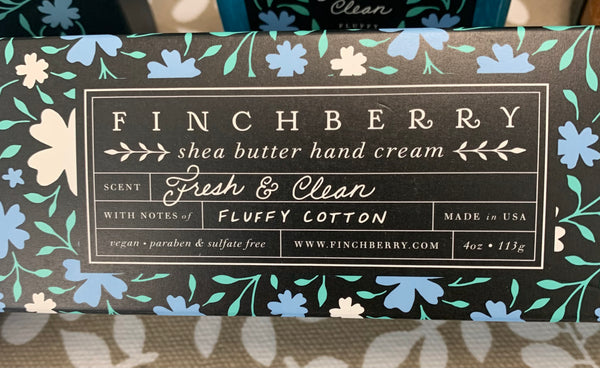 Clean
FLUFFY
FINCHBERRY
shea butter hand cream
SCENT Fresh & Clean
WITH NOTES of FLUFFY COTTON MADE in USA
vegan • paraben & sulfate free WWW.FINCHBERRY.COM 4oz • 113g